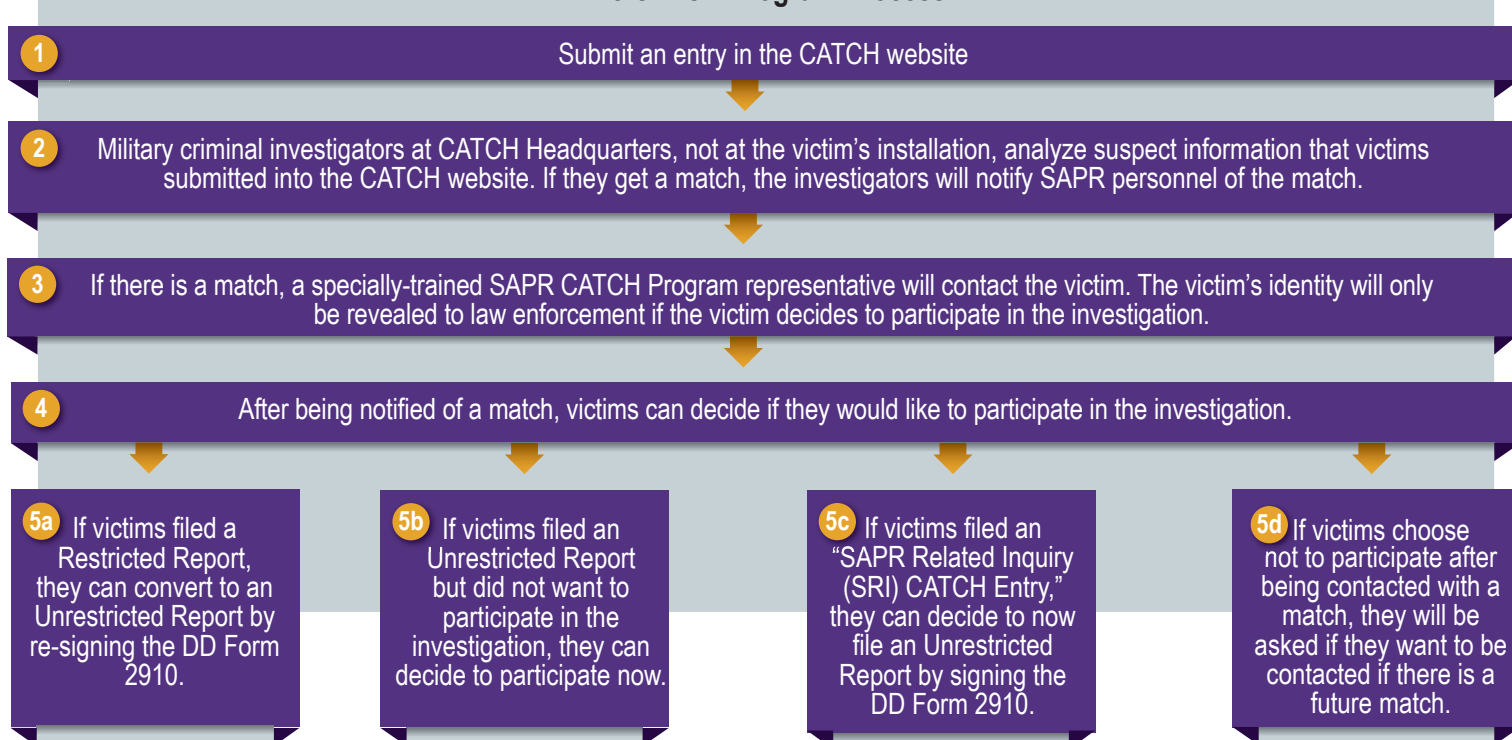 1
Submit an entry in the CATCH website
2
Military criminal investigators at CATCH Headquarters, not at the victim’s installation, analyze suspect information that victims
submitted into the CATCH website. If they get a match, the investigators will notify SAPR personnel of the match.
3
If there is a match, a specially-trained SAPR CATCH Program representative will contact the victim. The victim’s identity will only
be revealed to law enforcement if the victim decides to participate in the investigation.
4
After being notified of a match, victims can decide if they would like to participate in the investigation.
5a If victims filed a
Restricted Report,
they can convert to an
Unrestricted Report by
re-signing the DD Form
2910.
5b If victims filed an
Unrestricted Report
but did not want to
participate in the
investigation, they can
decide to participate now.
5c If victims filed an
“SAPR Related Inquiry
(SRI) CATCH Entry,”
they can decide to now
file an Unrestricted
Report by signing the
DD Form 2910.
5d If victims choose
not to participate after
being contacted with a
match, they will be
asked if they want to be
contacted if there is a
future match.